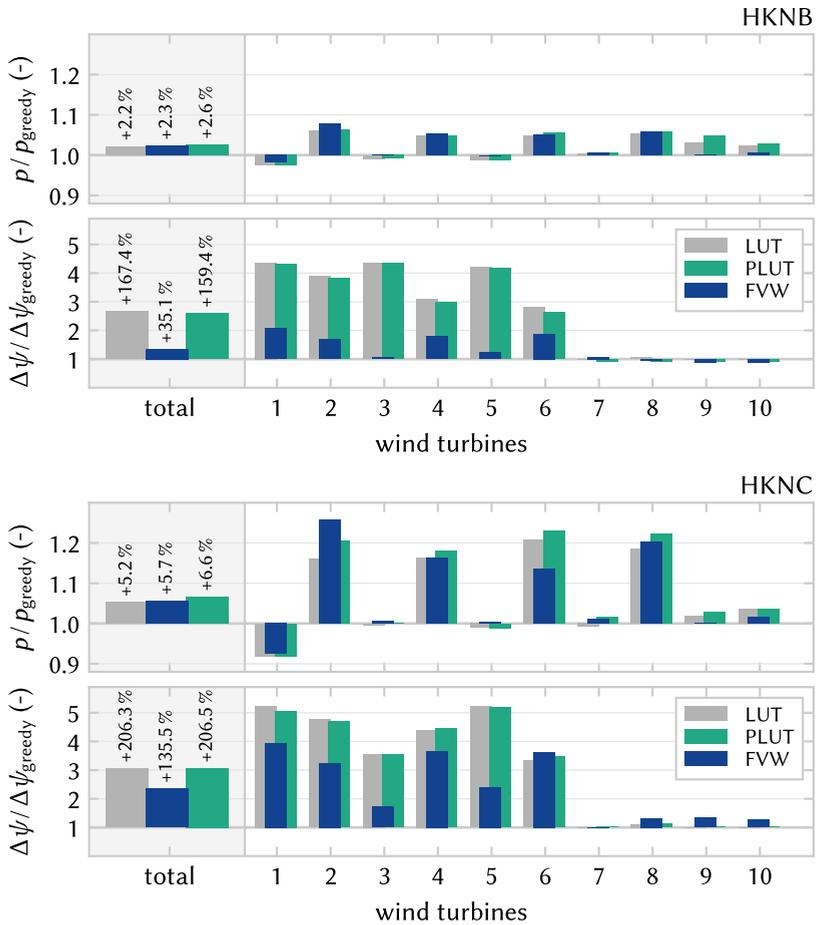 HKNB
p / p_greedy (-)
1.2
1.1
1.0
0.9
+2.2 %
+2.3 %
+2.6 %
Δψ / Δψ_greedy (-)
5
4
3
2
1
+167.4 %
+35.1 %
+159.4 %
LUT
PLUT
FVW
total 1 2 3 4 5 6 7 8 9 10
wind turbines
HKNC
p / p_greedy (-)
1.2
1.1
1.0
0.9
+5.2 %
+5.7 %
+6.6 %
Δψ / Δψ_greedy (-)
5
4
3
2
1
+206.3 %
+135.5 %
+206.5 %
LUT
PLUT
FVW
total 1 2 3 4 5 6 7 8 9 10
wind turbines